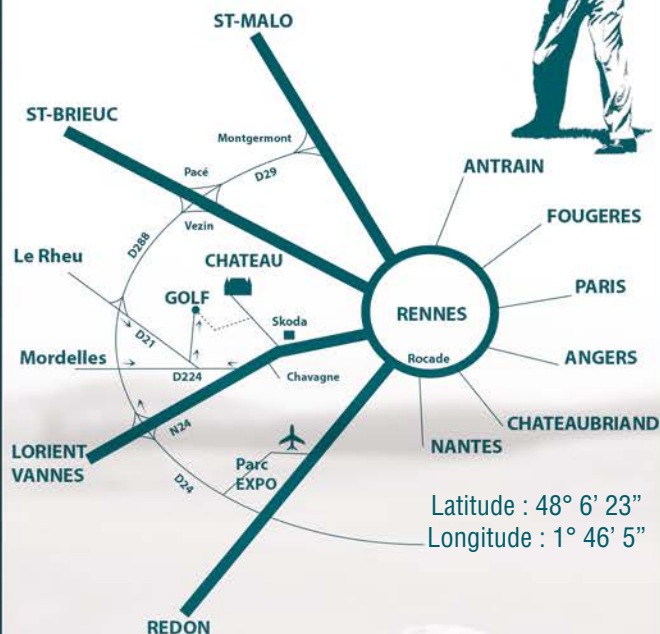 ST-MALO
ST-BRIEUC
Montgermont
D29
Pacé
Vezin
D288
ANTRAIN
FOUGERES
PARIS
ANGERS
CHATEAUBRIAND
NANTES
RENNES
Rocade
Le Rheu
CHATEAU
GOLF
Skoda
D21
Mordelles
D224
Chavagne
N24
LORIENT
VANNES
Parc
EXPO
D24
REDON
Latitude : 48° 6’ 23”
Longitude : 1° 46’ 5”